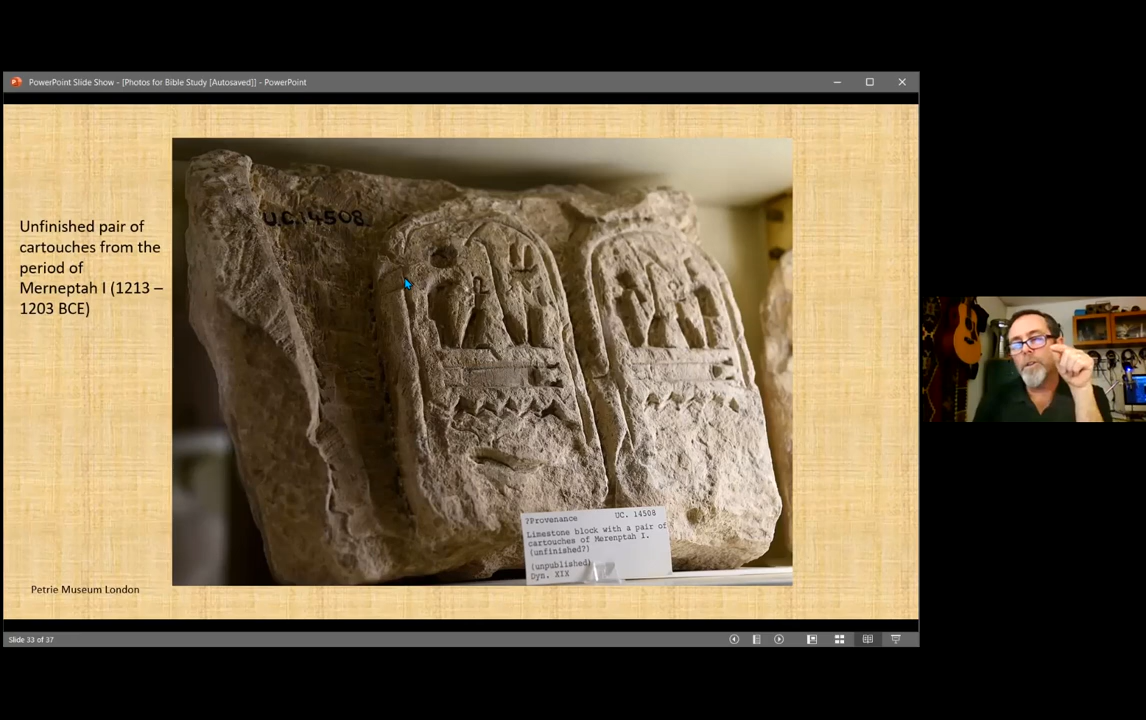 PowerPoint Slide Show - [Photos for Bible Study [Autosaved]] - PowerPoint
Unfinished pair of
cartouches from the
period of
Merneptah I (1213 –
1203 BCE)
U.C.14508
?Provenance UC. 14508
Limestone block with a pair of
cartouches of Merenptah I.
(unfinished?)
(unpublished)
Dyn. XIX
Petrie Museum London
Slide 33 of 37